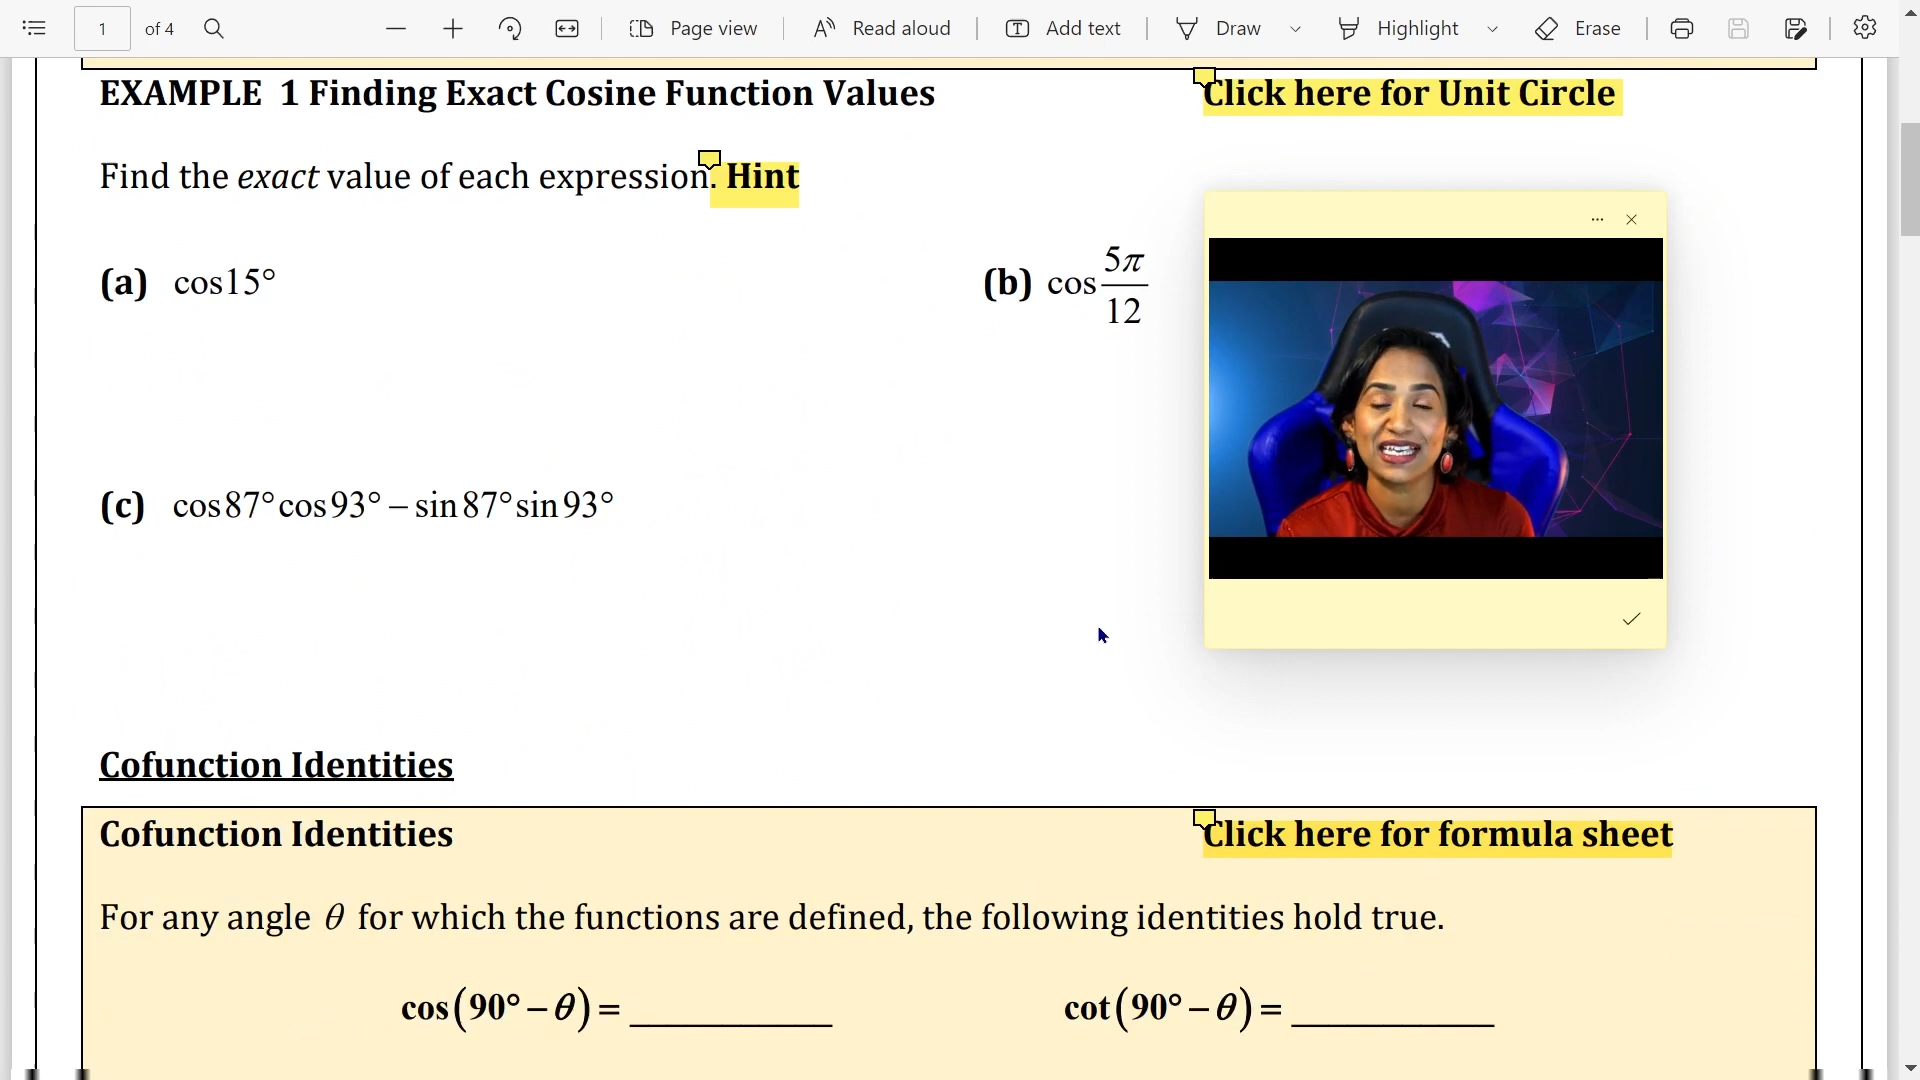 1 of 4 Page view Read aloud Add text Draw Highlight Erase
EXAMPLE 1 Finding Exact Cosine Function Values Click here for Unit Circle
Find the exact value of each expression. Hint
(a) cos15° (b) cos 5π/12
(c) cos87°cos93° – sin87°sin93°
Cofunction Identities
Cofunction Identities Click here for formula sheet
For any angle θ for which the functions are defined, the following identities hold true.
cos(90° – θ) = ___________ cot(90° – θ) = ___________